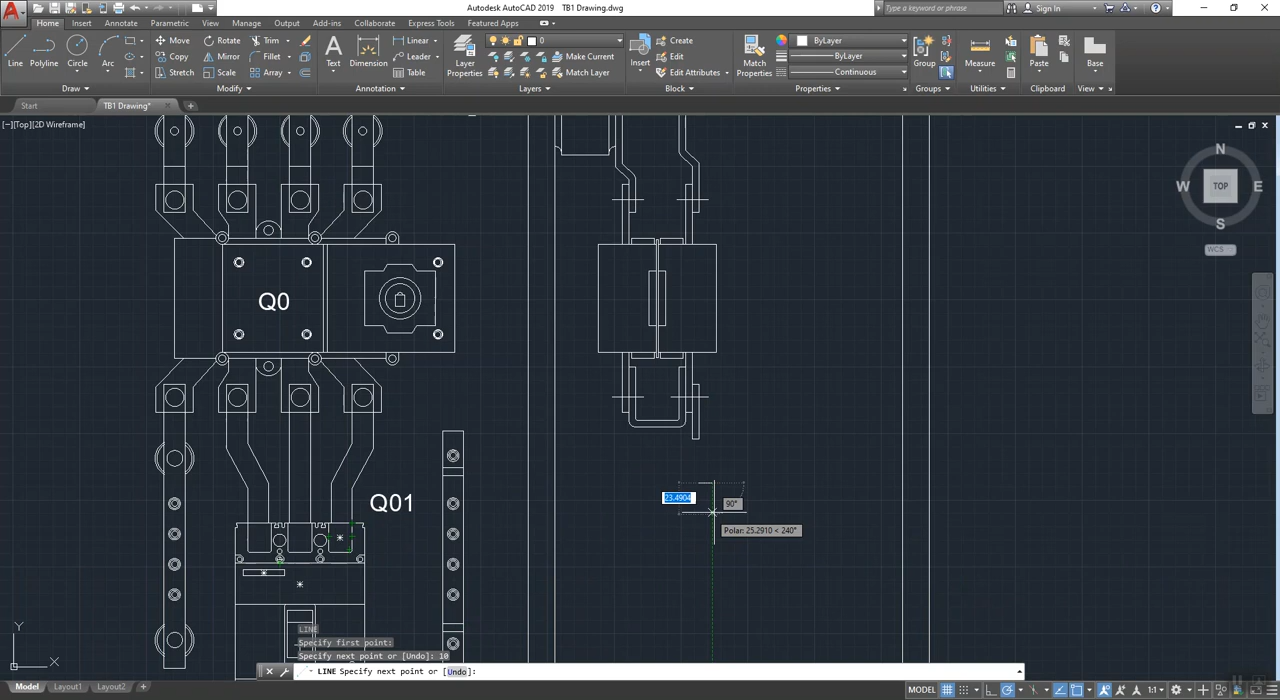 Autodesk AutoCAD 2019   TB1 Drawing.dwg
Type a keyword or phrase
Sign In
Home Insert Annotate Parametric View Manage Output Add-ins Collaborate Express Tools Featured Apps
Line
Polyline
Circle
Arc
Move
Copy
Stretch
Rotate
Mirror
Scale
Trim
Fillet
Array
Text
Dimension
Linear
Leader
Table
Layer
Properties
0
Make Current
Match Layer
Insert
Create
Edit
Edit Attributes
Match
Properties
ByLayer
ByLayer
Continuous
Group
Measure
Paste
Base
Draw
Modify
Annotation
Layers
Block
Properties
Groups
Utilities
Clipboard
View
Start
TB1 Drawing*
[−][Top][2D Wireframe]
N
W
TOP
E
S
WCS
Q0
Q01
23.4904
90°
Polar: 25.2910 < 240°
Y
X
LINE
Specify first point:
Specify next point or [Undo]: 10
LINE Specify next point or [Undo]:
Model
Layout1
Layout2
MODEL
1:1